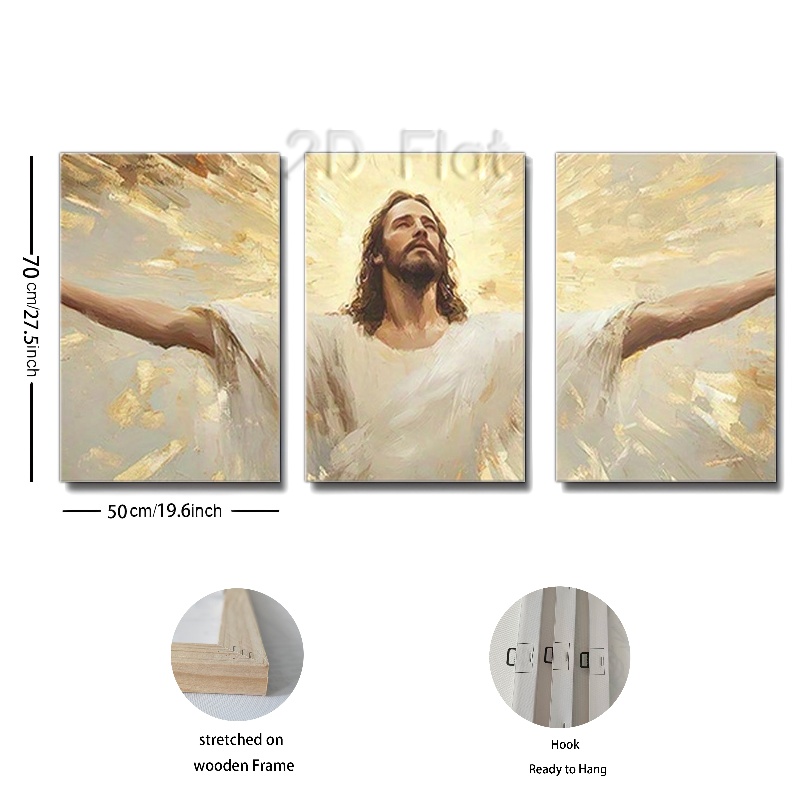 2D Flat
70 cm/27.5inch
50cm/19.6inch
stretched on
wooden Frame
Hook
Ready to Hang